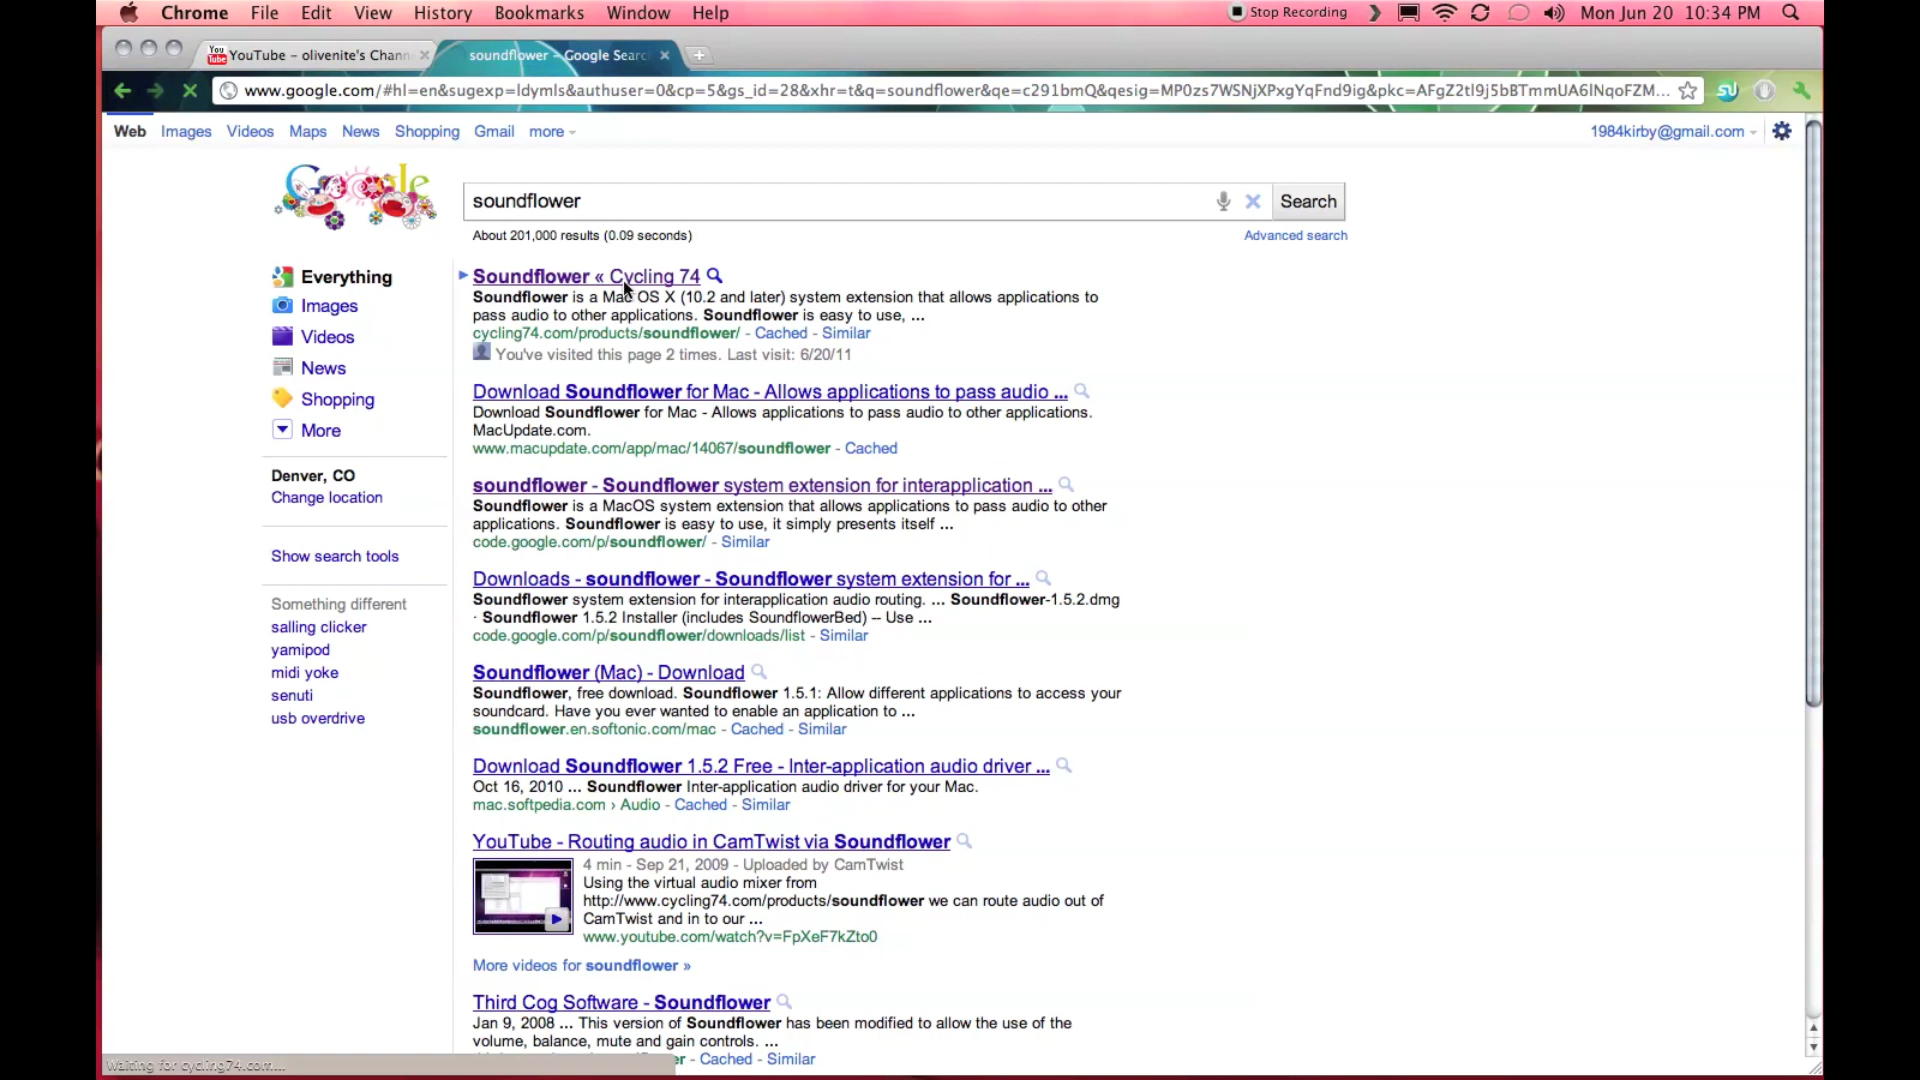 Chrome File Edit View History Bookmarks Window Help Stop Recording Mon Jun 20 10:34 PM
You Tube YouTube - olivenite's Chann soundflower - Google Searc
www.google.com/#hl=en&sugexp=ldymls&authuser=0&cp=5&gs_id=28&xhr=t&q=soundflower&qe=c291bmQ&qesig=MP0zs7WSNjXPxgYqFnd9ig&pkc=AFgZ2tl9j5bBTmmUA6lNqoFZM...
Web Images Videos Maps News Shopping Gmail more 1984kirby@gmail.com
Google
soundflower Search
About 201,000 results (0.09 seconds) Advanced search
Everything
Images
Videos
News
Shopping
More
Denver, CO
Change location
Show search tools
Something different
salling clicker
yamipod
midi yoke
senuti
usb overdrive
Soundflower « Cycling 74
Soundflower is a Mac OS X (10.2 and later) system extension that allows applications to
pass audio to other applications. Soundflower is easy to use, ...
cycling74.com/products/soundflower/ - Cached - Similar
You've visited this page 2 times. Last visit: 6/20/11
Download Soundflower for Mac - Allows applications to pass audio ...
Download Soundflower for Mac - Allows applications to pass audio to other applications.
MacUpdate.com.
www.macupdate.com/app/mac/14067/soundflower - Cached
soundflower - Soundflower system extension for interapplication ...
Soundflower is a MacOS system extension that allows applications to pass audio to other
applications. Soundflower is easy to use, it simply presents itself ...
code.google.com/p/soundflower/ - Similar
Downloads - soundflower - Soundflower system extension for ...
Soundflower system extension for interapplication audio routing. ... Soundflower-1.5.2.dmg
· Soundflower 1.5.2 Installer (includes SoundflowerBed) -- Use ...
code.google.com/p/soundflower/downloads/list - Similar
Soundflower (Mac) - Download
Soundflower, free download. Soundflower 1.5.1: Allow different applications to access your
soundcard. Have you ever wanted to enable an application to ...
soundflower.en.softonic.com/mac - Cached - Similar
Download Soundflower 1.5.2 Free - Inter-application audio driver ...
Oct 16, 2010 ... Soundflower Inter-application audio driver for your Mac.
mac.softpedia.com › Audio - Cached - Similar
YouTube - Routing audio in CamTwist via Soundflower
4 min - Sep 21, 2009 - Uploaded by CamTwist
Using the virtual audio mixer from
http://www.cycling74.com/products/soundflower we can route audio out of
CamTwist and in to our ...
www.youtube.com/watch?v=FpXeF7kZto0
More videos for soundflower »
Third Cog Software - Soundflower
Jan 9, 2008 ... This version of Soundflower has been modified to allow the use of the
volume, balance, mute and gain controls. ...
er - Cached - Similar
Waiting for cycling74.com...